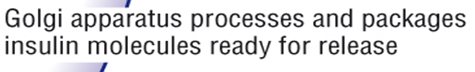 Golgi apparatus processes and packages
insulin molecules ready for release